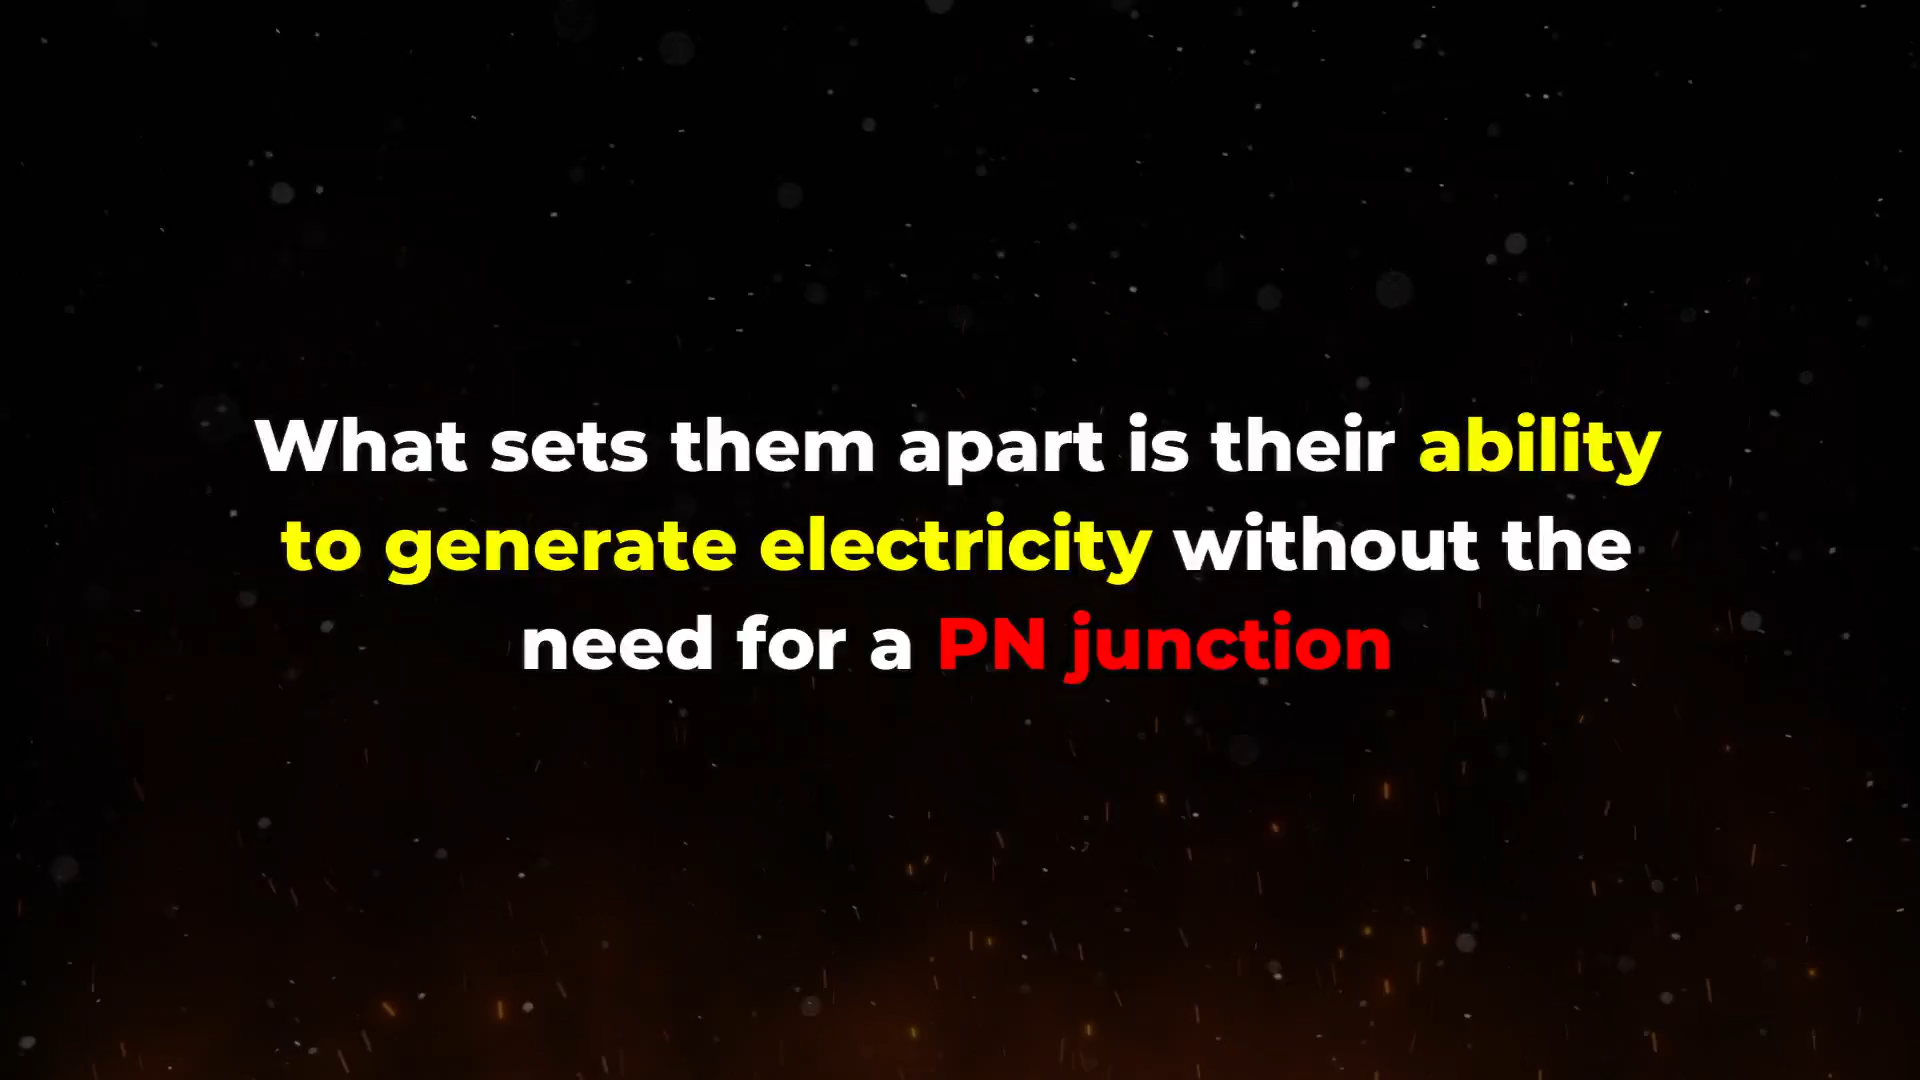 What sets them apart is their ability
to generate electricity without the
need for a PN junction